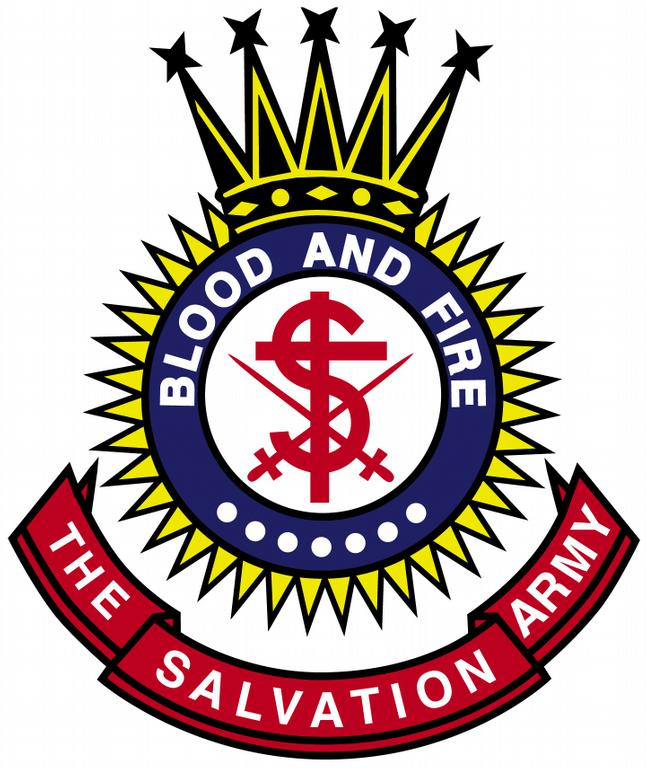 BLOOD AND FIRE
S
THE SALVATION ARMY